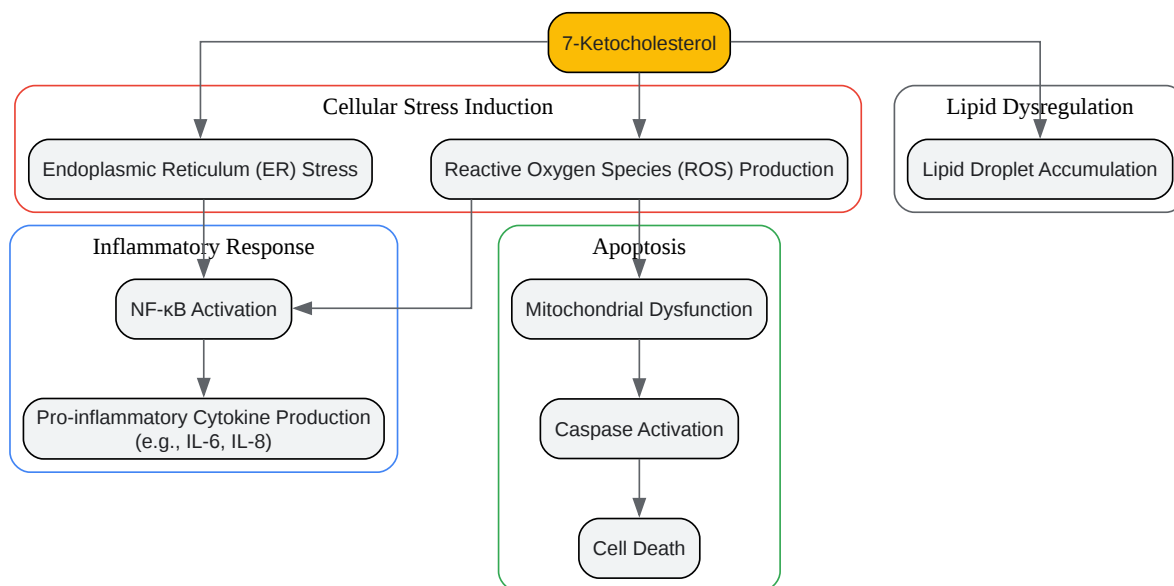 7-Ketocholesterol
Cellular Stress Induction
Lipid Dysregulation
Endoplasmic Reticulum (ER) Stress
Reactive Oxygen Species (ROS) Production
Lipid Droplet Accumulation
Inflammatory Response
Apoptosis
NF-κB Activation
Mitochondrial Dysfunction
Pro-inflammatory Cytokine Production
(e.g., IL-6, IL-8)
Caspase Activation
Cell Death